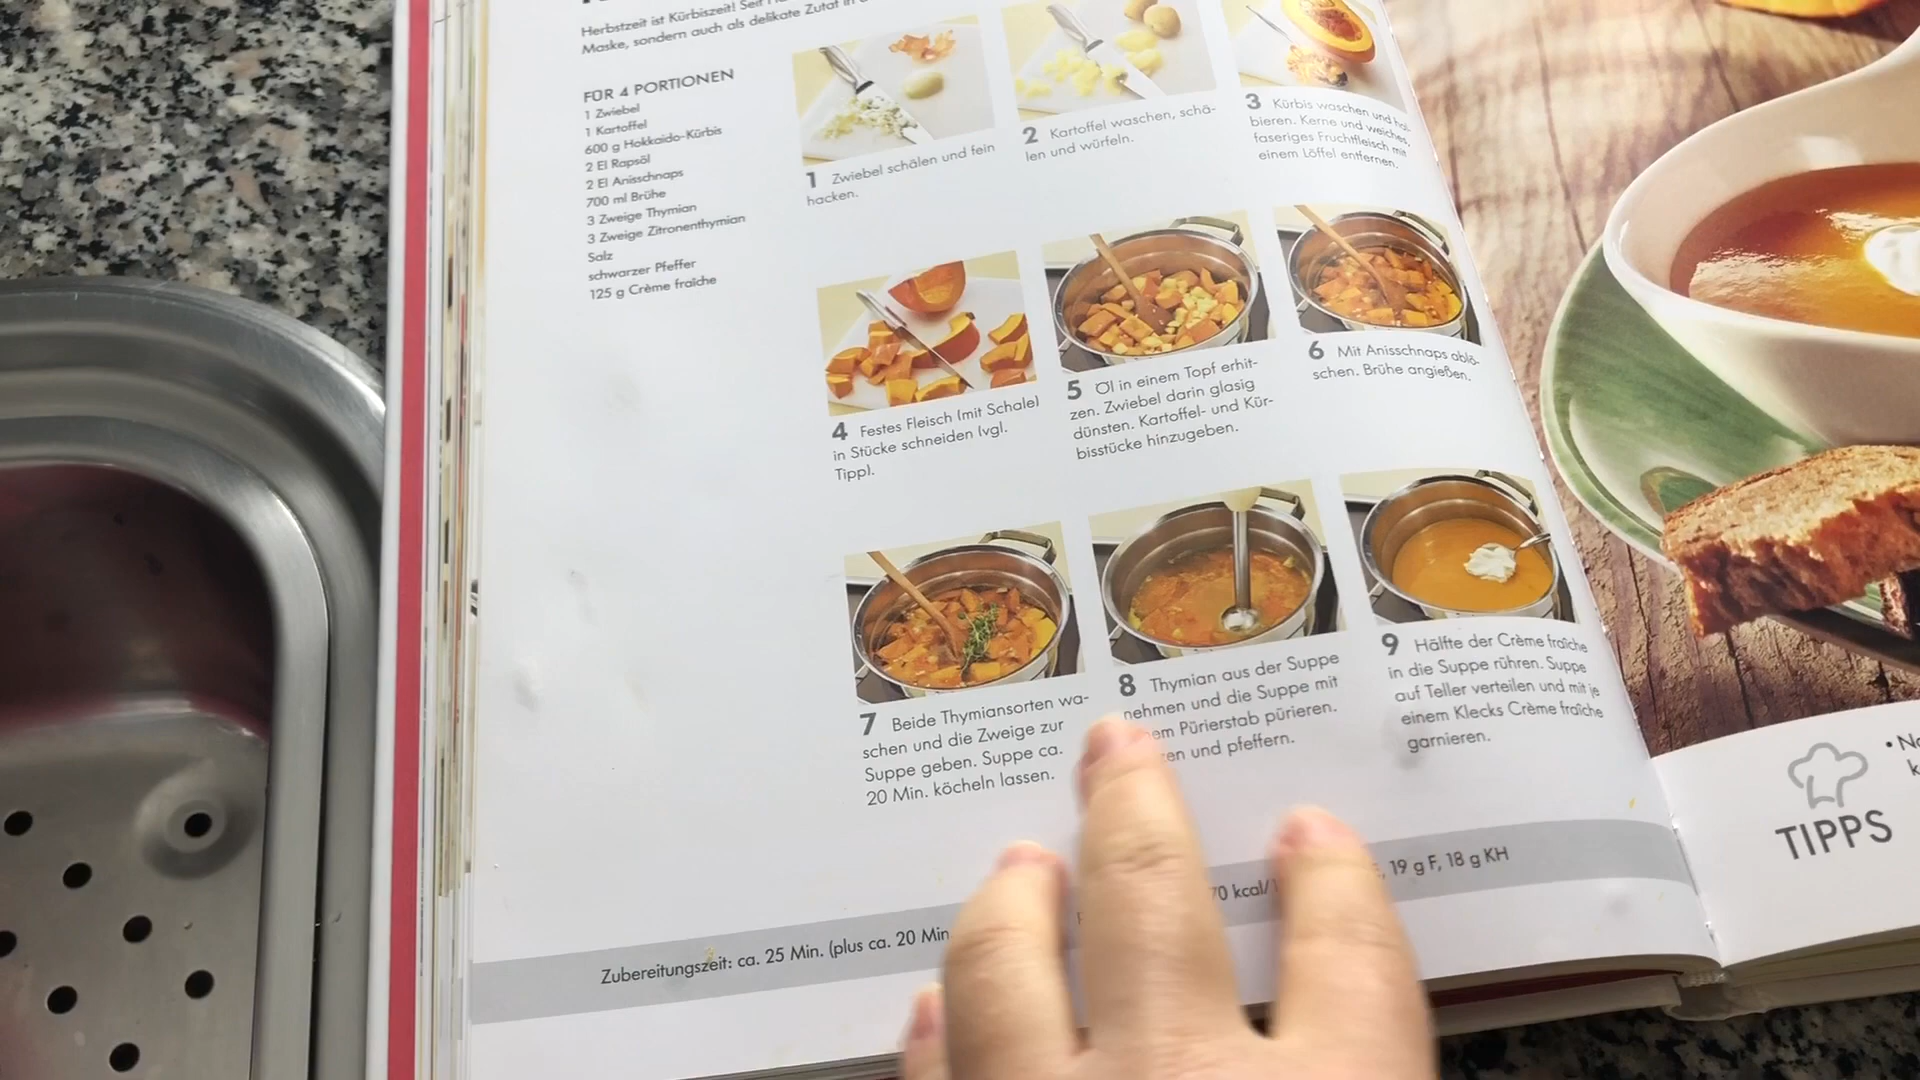 Herbstzeit ist Kürbiszeit! Seit
Maske, sondern auch als delikate Zutat in
FÜR 4 PORTIONEN
1 Zwiebel
1 Kartoffel
600 g Hokkaido-Kürbis
2 El Rapsöl
2 El Anisschnaps
700 ml Brühe
3 Zweige Thymian
3 Zweige Zitronenthymian
Salz
schwarzer Pfeffer
125 g Crème fraîche
1 Zwiebel schälen und fein
hacken.
2 Kartoffel waschen, schä-
len und würfeln.
3 Kürbis waschen und hal-
bieren. Kerne und weiches,
faseriges Fruchtfleisch mit
einem Löffel entfernen.
4 Festes Fleisch (mit Schale)
in Stücke schneiden (vgl.
Tipp).
5 Öl in einem Topf erhit-
zen. Zwiebel darin glasig
dünsten. Kartoffel- und Kür-
bisstücke hinzugeben.
6 Mit Anisschnaps ablö-
schen. Brühe angießen.
7 Beide Thymiansorten wa-
schen und die Zweige zur
Suppe geben. Suppe ca.
20 Min. köcheln lassen.
8 Thymian aus der Suppe
nehmen und die Suppe mit
Pürierstab pürieren.
und pfeffern.
9 Hälfte der Crème fraîche
in die Suppe rühren. Suppe
auf Teller verteilen und mit je
einem Klecks Crème fraîche
garnieren.
Zubereitungszeit: ca. 25 Min. (plus ca. 20 Min
kcal/
19 g F, 18 g KH
TIPPS